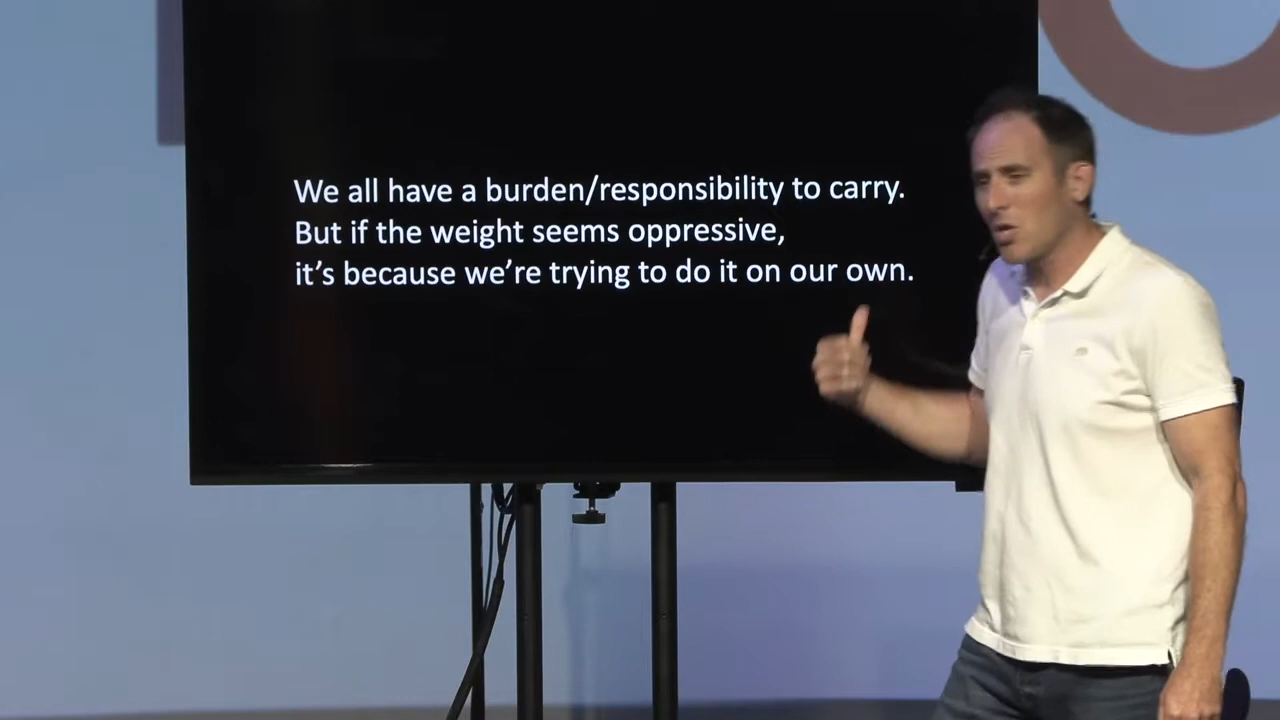 We all have a burden/responsibility to carry.
But if the weight seems oppressive,
it's because we're trying to do it on our own.